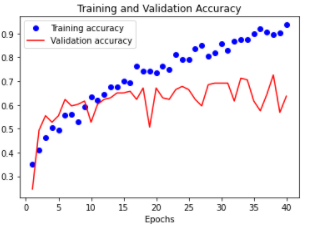 Training and Validation Accuracy
Training accuracy
Validation accuracy
0.9
0.8
0.7
0.6
0.5
0.4
0.3
0 5 10 15 20 25 30 35 40
Epochs